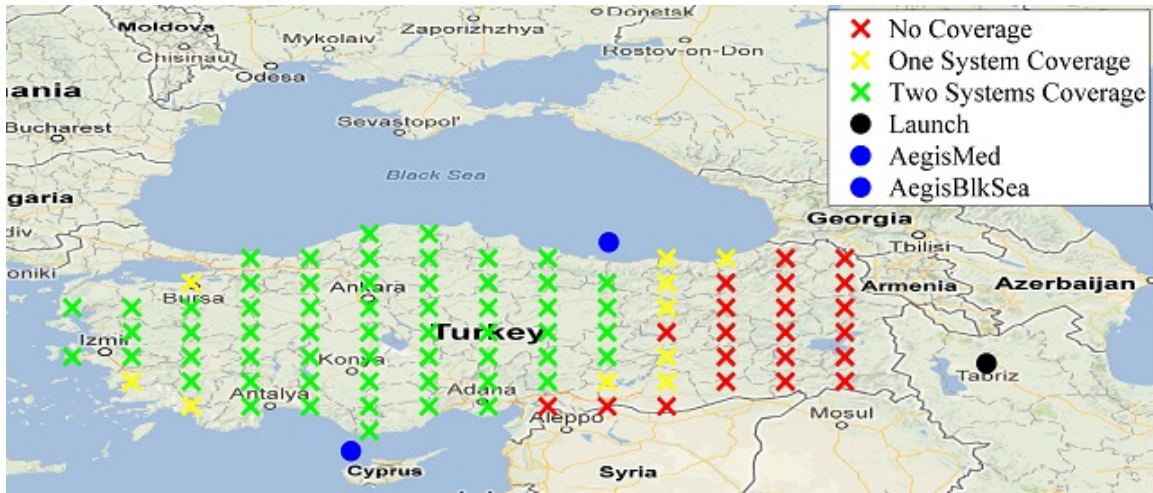 Moldova
Chisinau
Mykolaiv
Zaporizhzhya
Donetsk
Rostov-on-Don
Odesa
ania
Bucharest
Sevastopol'
Black Sea
garia
div
oniki
Georgia
Tbilisi
Armenia
Azerbaijan
Bursa
Ankara
Turkey
Izmir
Konya
Antalya
Adana
Tabriz
Aleppo
Mosul
Cyprus
Syria
No Coverage
One System Coverage
Two Systems Coverage
Launch
AegisMed
AegisBlkSea